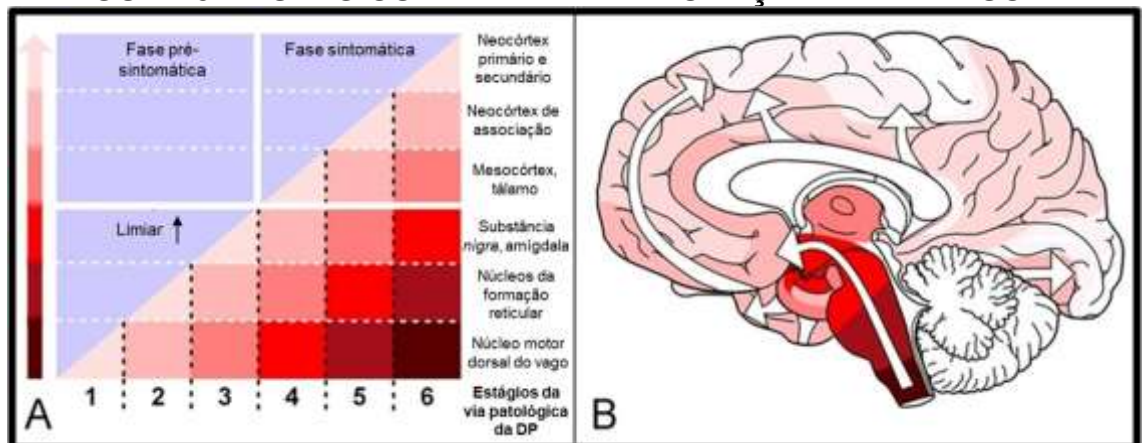 Fase pré-
sintomática
Fase sintomática
Neocórtex
primário e
secundário
Neocórtex de
associação
Mesocórtex,
tálamo
Limiar ↑
Substância
nigra, amígdala
Núcleos da
formação
reticular
Núcleo motor
dorsal do vago
1 2 3 4 5 6
Estágios da
via patológica
da DP
A
B